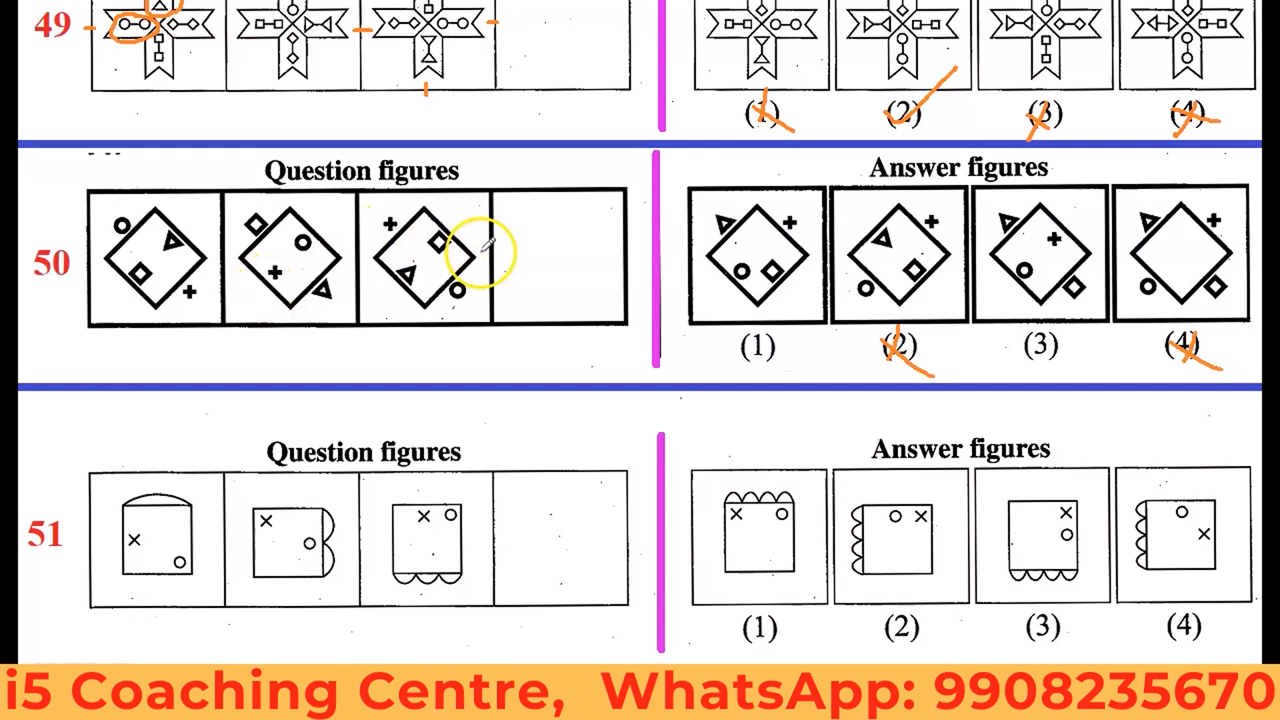 49
(1) (2) (3) (4)
Question figures
Answer figures
50
(1) (2) (3) (4)
Question figures
Answer figures
51
(1) (2) (3) (4)
i5 Coaching Centre, WhatsApp: 9908235670